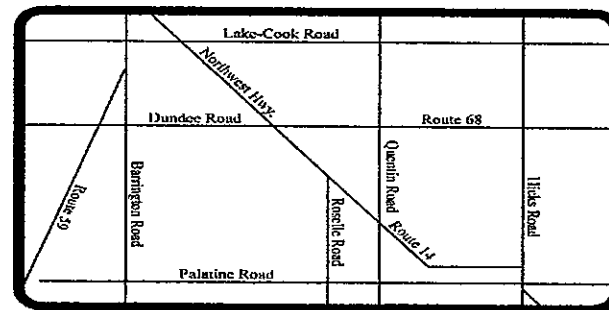 Lake-Cook Road
Northwest Hwy.
Dundee Road
Route 68
Barrington Road
Quentin Road
Hicks Road
Route 59
Roselle Road
Route 14
Palatine Road